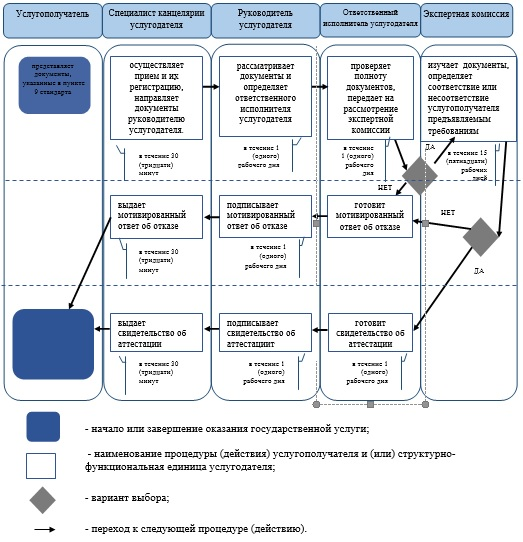 Услугополучатель
Специалист канцелярии
услугодателя
Руководитель
услугодателя
Ответственный
исполнитель услугодателя
Экспертная комиссия
представляет
документы,
указанные в пункте
9 стандарта
осуществляет
прием и их
регистрацию,
направляет
документы
руководителю
услугодателя.
рассматривает
документы и
определяет
ответственного
исполнителя
услугодателя
проверяет
полноту
документов,
передает на
рассмотрение
экспертной
комиссии
изучает документы,
определяет
соответствие или
несоответствие
услугополучателя
предъявляемым
требованиям
в течение 30
(тридцати)
минут
в течение 1
(одного)
рабочего дня
в течение
1 (одного)
рабочего
дня
ДА
в течение 15
(пятнадцати)
рабочих
дней
НЕТ
выдает
мотивированный
ответ об отказе
подписывает
мотивированный
ответ об отказе
готовит
мотивированный
ответ об отказе
НЕТ
в течение 30
(тридцати)
минут
в течение 1
(одного)
рабочего дня
ДА
выдает
свидетельство об
аттестации
подписывает
свидетельство об
аттестациит
готовит
свидетельство об
аттестации
в течение 30
(тридцати)
минут
в течение 1
(одного)
рабочего дня
в течение 1
(одного)
рабочего дня
- начало или завершение оказания государственной услуги;
- наименование процедуры (действия) услугополучателя и (или) структурно-
функциональная единица услугодателя;
- вариант выбора;
- переход к следующей процедуре (действию).